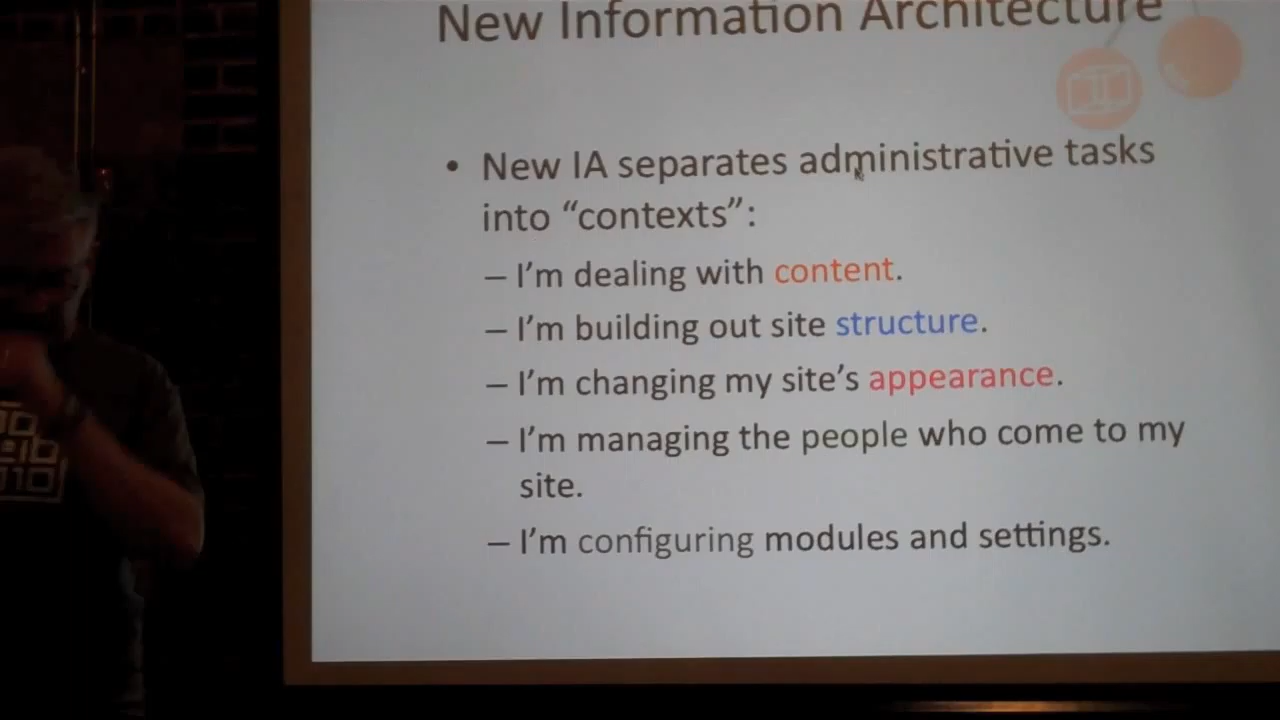 New Information Architecture
• New IA separates administrative tasks
into “contexts”:
– I’m dealing with content.
– I’m building out site structure.
– I’m changing my site’s appearance.
– I’m managing the people who come to my
site.
– I’m configuring modules and settings.